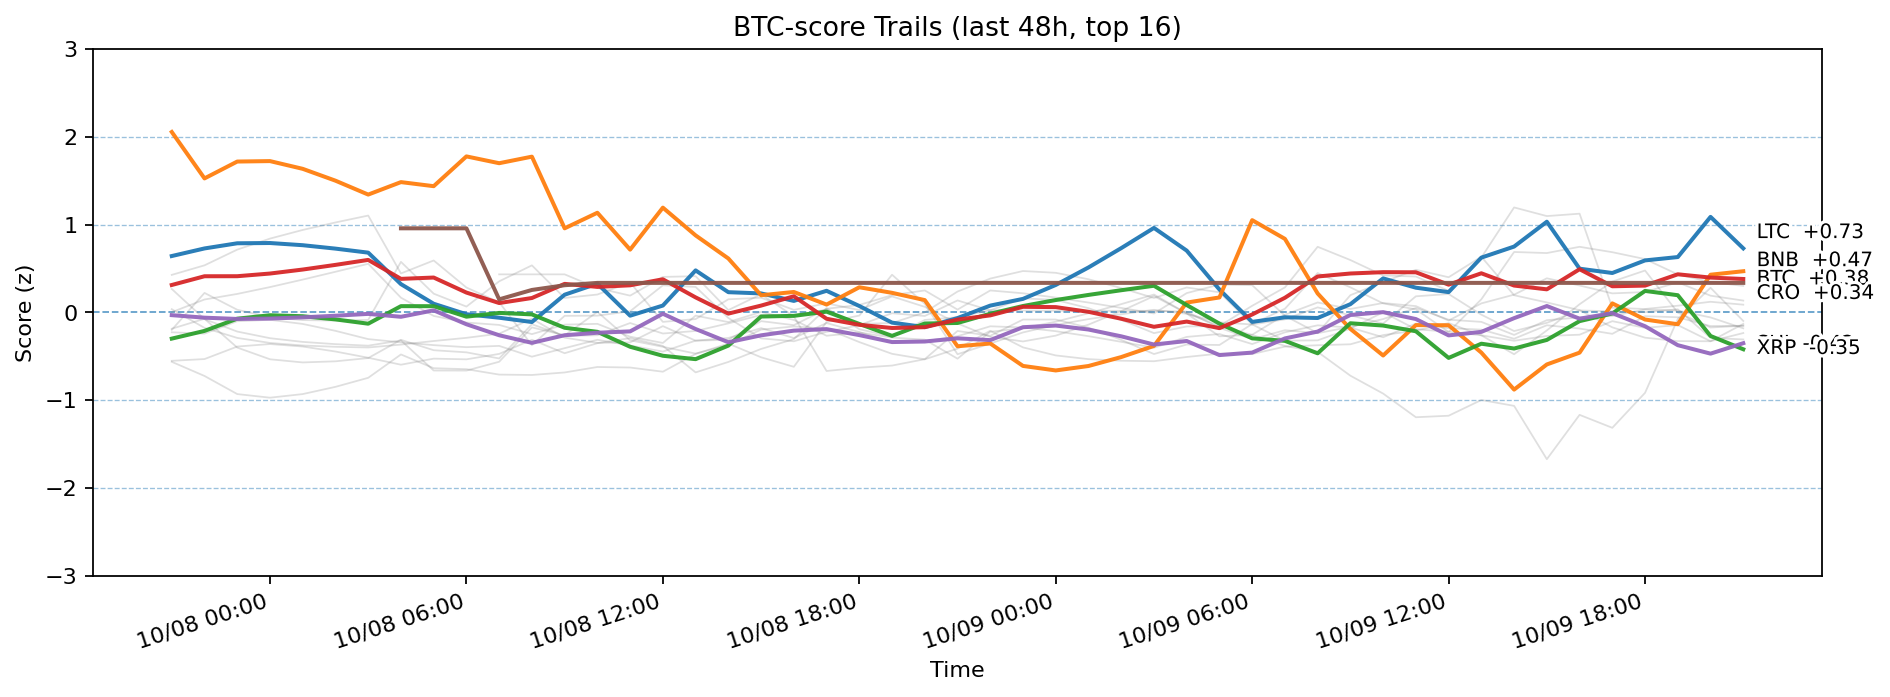 BTC-score Trails (last 48h, top 16)
3
2
1
0
−1
−2
−3
Score (z)
LTC +0.73
BNB +0.47
BTC +0.38
CRO +0.34
XRP -0.35
10/08 00:00
10/08 06:00
10/08 12:00
10/08 18:00
10/09 00:00
10/09 06:00
10/09 12:00
10/09 18:00
Time